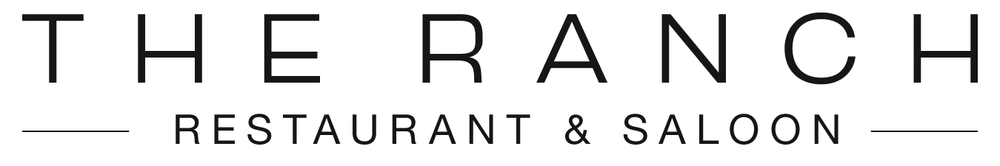 THE RANCH
RESTAURANT & SALOON